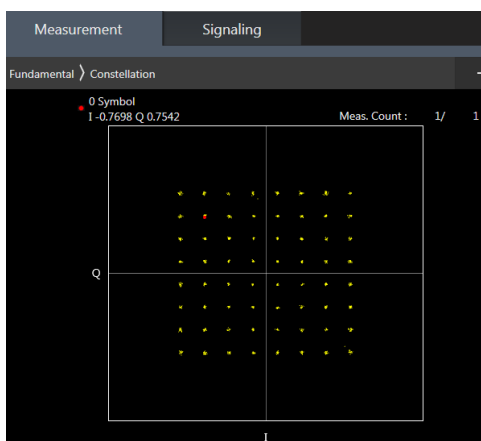 Measurement Signaling
Fundamental 〉 Constellation
0 Symbol
I -0.7698 Q 0.7542 Meas. Count : 1/ 1
Q
I